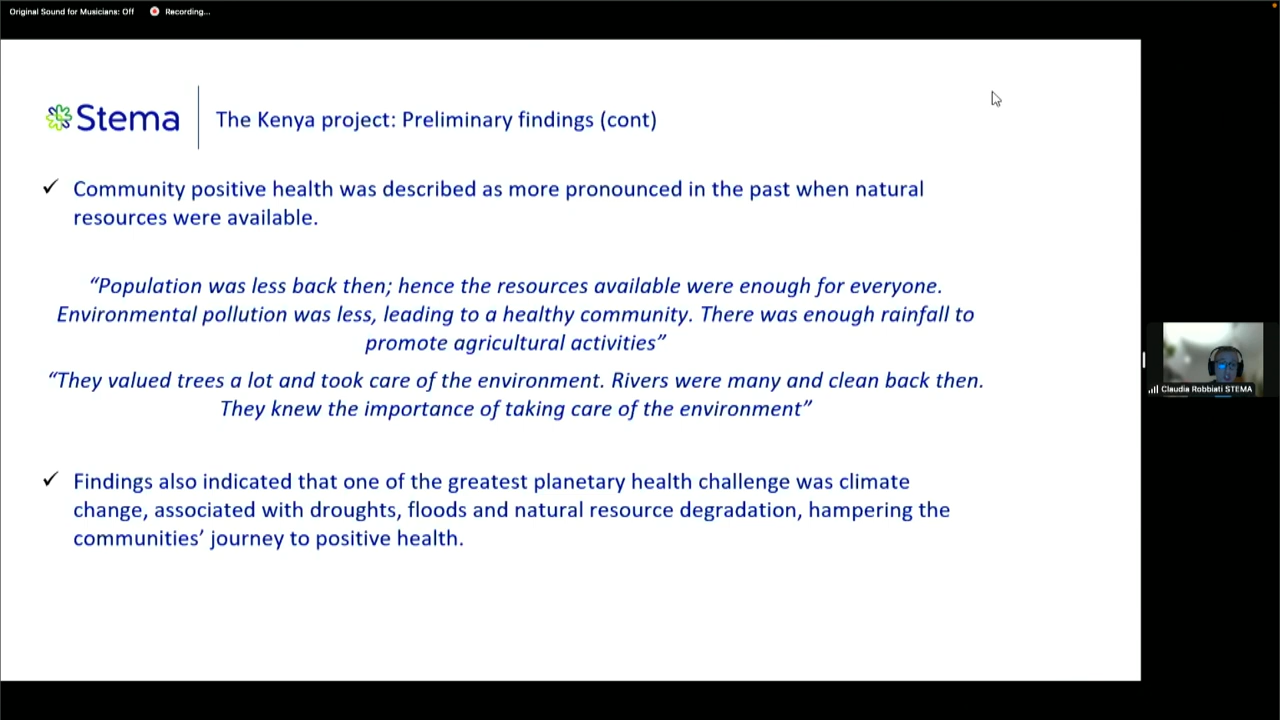 Original Sound for Musicians: Off
Recording...
Stema
The Kenya project: Preliminary findings (cont)
✓ Community positive health was described as more pronounced in the past when natural
resources were available.
“Population was less back then; hence the resources available were enough for everyone.
Environmental pollution was less, leading to a healthy community. There was enough rainfall to
promote agricultural activities”
“They valued trees a lot and took care of the environment. Rivers were many and clean back then.
They knew the importance of taking care of the environment”
Claudia Robbiati STEMA
✓ Findings also indicated that one of the greatest planetary health challenge was climate
change, associated with droughts, floods and natural resource degradation, hampering the
communities’ journey to positive health.